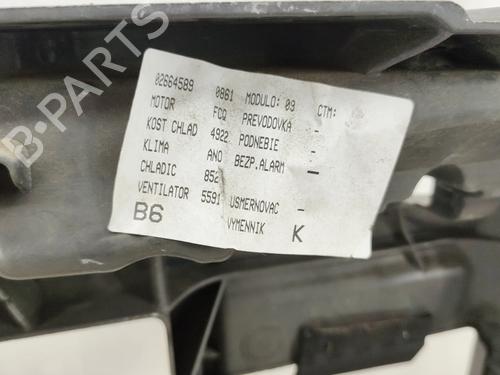 02664589 0861 MODULO: 09 CTM:
MOTOR FCQ PREVODOVKA -
KOST CHLAD 4922 PODNEBIE -
KLIMA ANO BEZP.ALARM -
CHLADIC 852
VENTILATOR 5591 USMERNOVAC -
B6 VYMENNIK K
B-PARTS